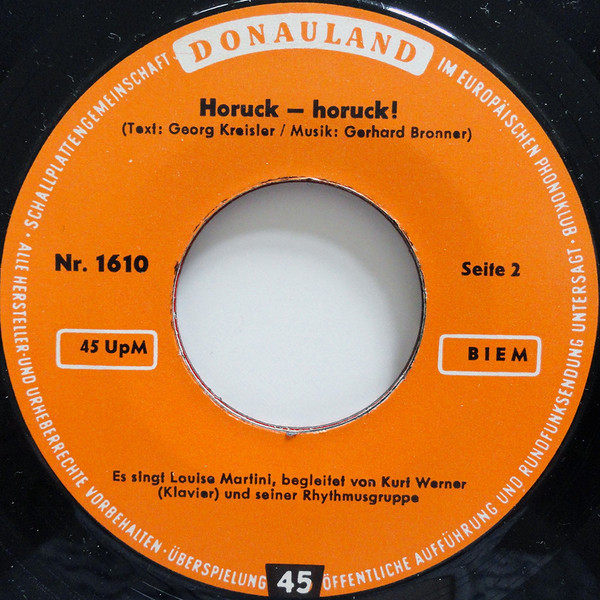 DONAULAND
SCHALLPLATTENGEMEINSCHAFT
IM EUROPÄISCHEN PHONOKLUB
Horuck — horuck!
(Text: Georg Kreisler / Musik: Gerhard Bronner)
Nr. 1610
Seite 2
45 UpM
BIEM
Es singt Louise Martini, begleitet von Kurt Werner
(Klavier) und seiner Rhythmusgruppe
· ALLE HERSTELLER-UND URHEBERRECHTE VORBEHALTEN · ÜBERSPIELUNG
45
ÖFFENTLICHE AUFFÜHRUNG UND RUNDFUNKSENDUNG UNTERSAGT ·